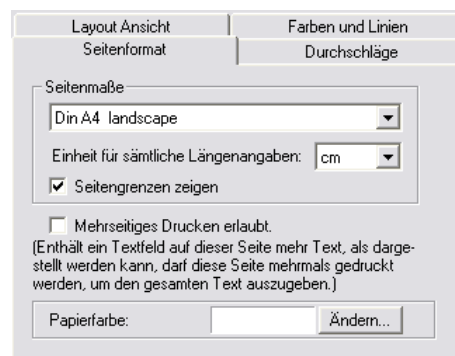 Layout Ansicht
Farben und Linien
Seitenformat
Durchschläge
Seitenmaße
Din A4 landscape
Einheit für sämtliche Längenangaben: cm
Seitengrenzen zeigen
Mehrseitiges Drucken erlaubt.
(Enthält ein Textfeld auf dieser Seite mehr Text, als darge-
stellt werden kann, darf diese Seite mehrmals gedruckt
werden, um den gesamten Text auszugeben.)
Papierfarbe: Ändern...